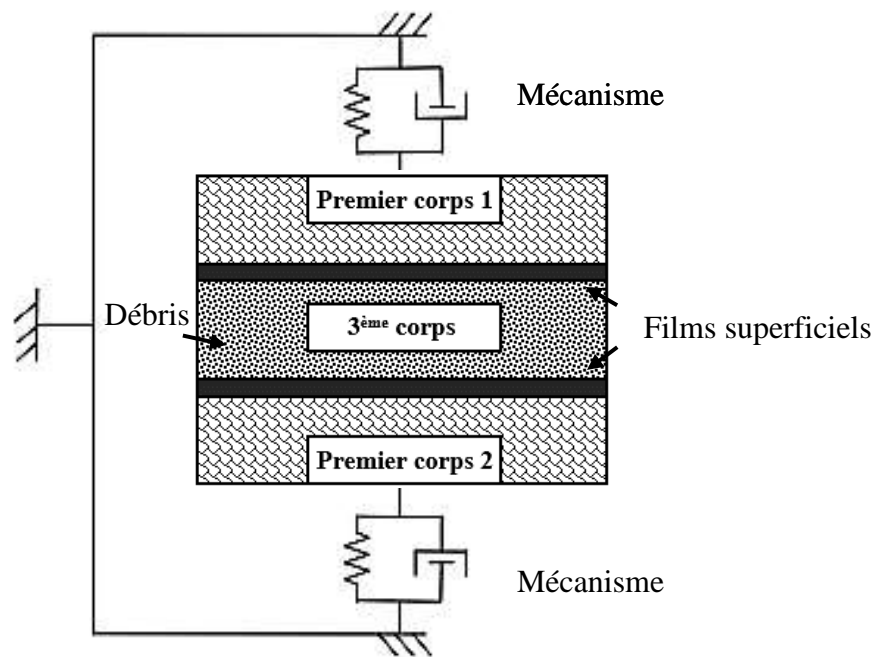 Mécanisme
Premier corps 1
Débris
3ème corps
Films superficiels
Premier corps 2
Mécanisme